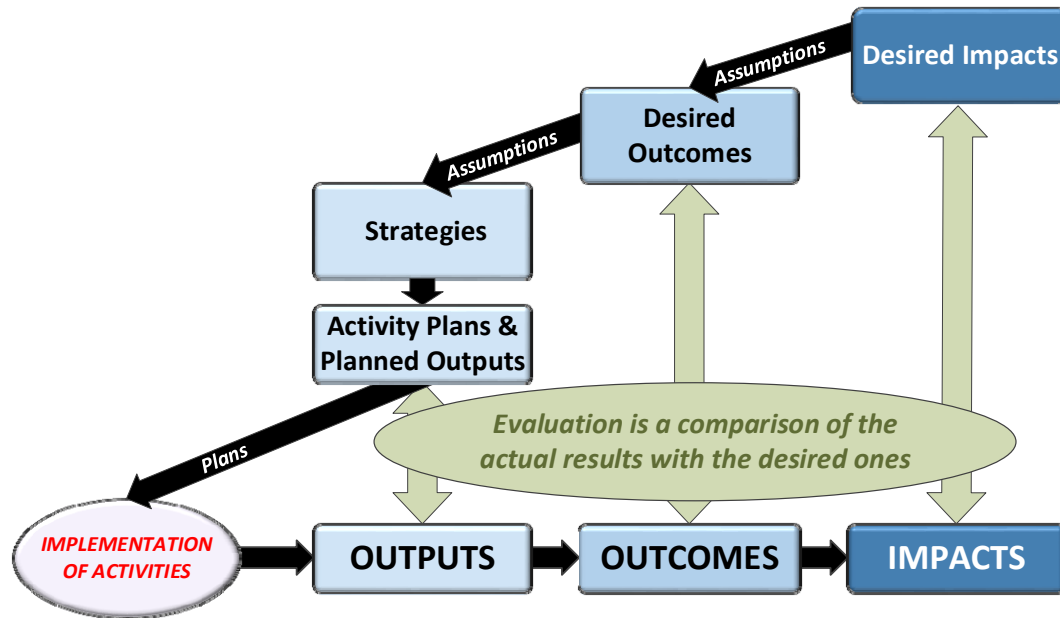 Desired Impacts
Assumptions
Desired
Outcomes
Assumptions
Strategies
Activity Plans &
Planned Outputs
Plans
Evaluation is a comparison of the
actual results with the desired ones
IMPLEMENTATION
OF ACTIVITIES
OUTPUTS
OUTCOMES
IMPACTS